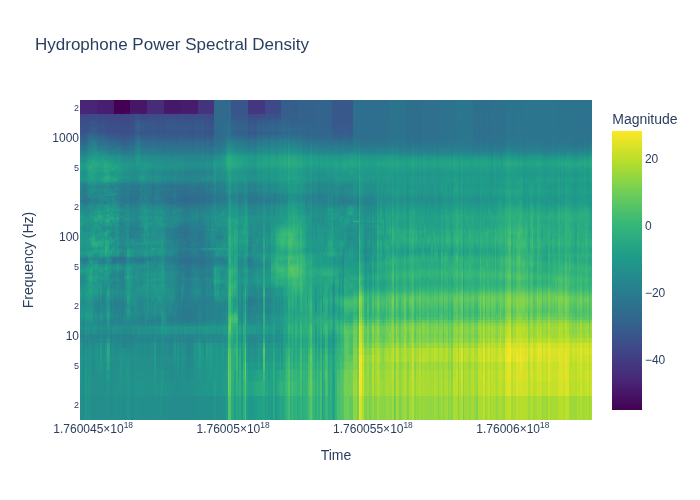 Hydrophone Power Spectral Density
Magnitude
20
0
−20
−40
2
1000
5
2
100
5
2
10
5
2
Frequency (Hz)
1.760045×10¹⁸ 1.76005×10¹⁸ 1.760055×10¹⁸ 1.76006×10¹⁸
Time